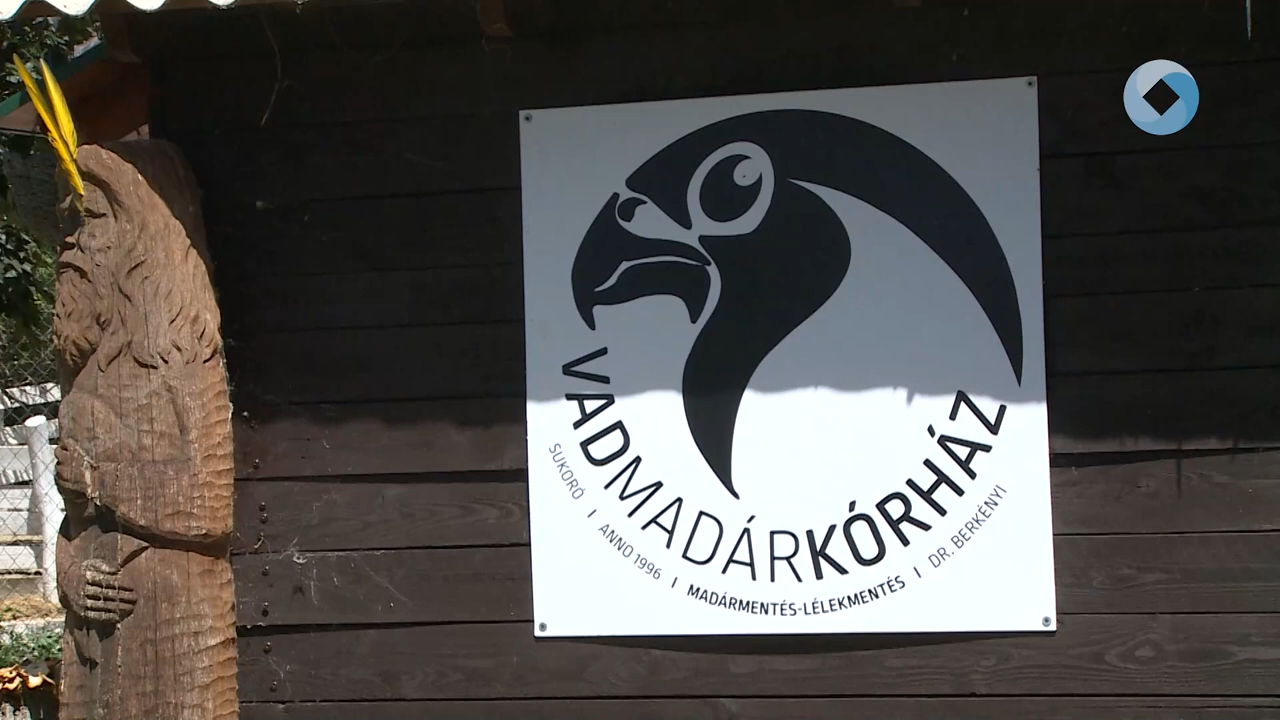 VADMADÁRKÓRHÁZ
SUKORÓ I ANNO 1996 I MADÁRMENTÉS-LÉLEKMENTÉS I DR. BERKÉNYI